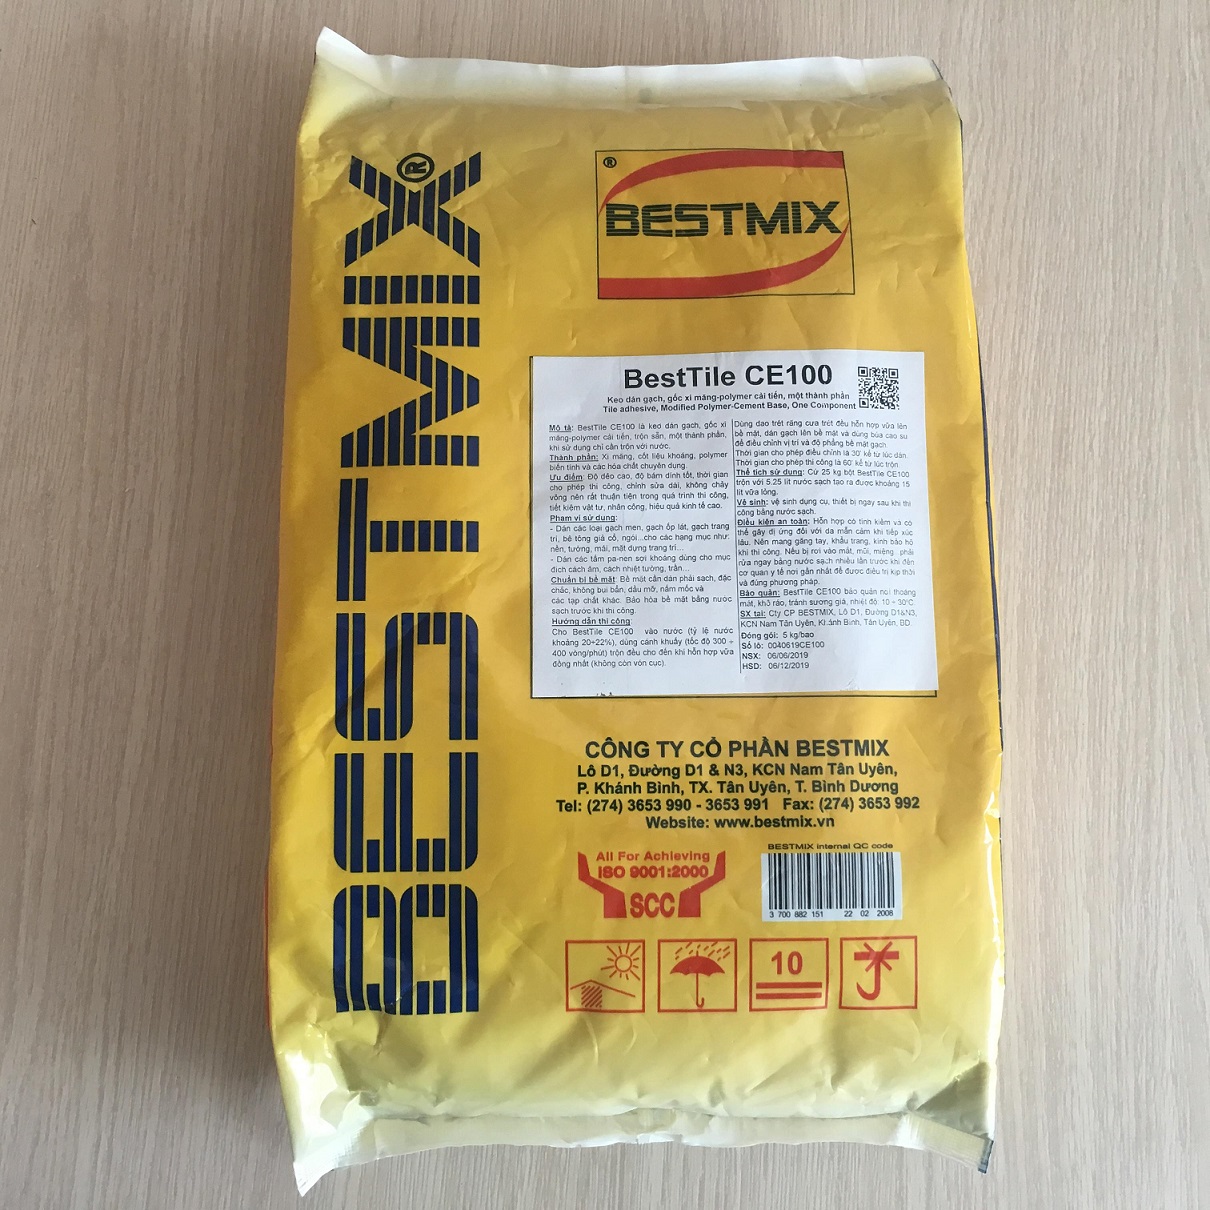 BESTMIX®
®
BESTMIX
BestTile CE100
Keo dán gạch, gốc xi măng-polymer cải tiến, một thành phần
Tile adhesive, Modified Polymer-Cement Base, One Component
Mô tả: BestTile CE100 là keo dán gạch, gốc xi
măng-polymer cải tiến, trộn sẵn, một thành phần,
khi sử dụng chỉ cần trộn với nước.
Thành phần: Xi măng, cốt liệu khoáng, polymer
biến tính và các hóa chất chuyên dụng.
Ưu điểm: Độ dẻo cao, độ bám dính tốt, thời gian
cho phép thi công, chỉnh sửa dài, không chảy
võng nên rất thuận tiện trong quá trình thi công,
tiết kiệm vật tư, nhân công, hiệu quả kinh tế cao.
Phạm vi sử dụng:
- Dán các loại gạch men, gạch ốp lát, gạch trang
trí, bê tông giả cổ, ngói...cho các hạng mục như:
nền, tường, mái, mặt dựng trang trí...
- Dán các tấm pa-nen sợi khoáng dùng cho mục
đích cách âm, cách nhiệt tường, trần...
Chuẩn bị bề mặt: Bề mặt cần dán phải sạch, đặc
chắc, không bụi bẩn, dầu mỡ, nấm mốc và
các tạp chất khác. Bảo hòa bề mặt bằng nước
sạch trước khi thi công.
Hướng dẫn thi công:
Cho BestTile CE100 vào nước (tỷ lệ nước
khoảng 20÷22%), dùng cánh khuấy (tốc độ 300 ÷
400 vòng/phút) trộn đều cho đến khi hỗn hợp vữa
đồng nhất (không còn vón cục).
Dùng dao trét răng cưa trét đều hỗn hợp vữa lên
bề mặt, dán gạch lên bề mặt và dùng búa cao su
để điều chỉnh vị trí và độ phẳng bề mặt gạch.
Thời gian cho phép điều chỉnh là 30' kể từ lúc dán.
Thời gian cho phép thi công là 60' kể từ lúc trộn.
Thể tích sử dụng: Cứ 25 kg bột BestTile CE100
trộn với 5.25 lít nước sạch tạo ra được khoảng 15
lít vữa lỏng.
Vệ sinh: vệ sinh dụng cụ, thiết bị ngay sau khi thi
công bằng nước sạch.
Điều kiện an toàn: Hỗn hợp có tính kiềm và có
thể gây dị ứng đối với da mẫn cảm khi tiếp xúc
lâu. Nên mang găng tay, khẩu trang, kính bảo hộ
khi thi công. Nếu bị rơi vào mắt, mũi, miệng...phải
rửa ngay bằng nước sạch nhiều lần trước khi đến
cơ quan y tế nơi gần nhất để được điều trị kịp thời
và đúng phương pháp.
Bảo quản: BestTile CE100 bảo quản nơi thoáng
mát, khô ráo, tránh sương giá, nhiệt độ: 10 ÷ 30°C.
SX tại: Cty CP BESTMIX, Lô D1, Đường D1&N3,
KCN Nam Tân Uyên, Khánh Bình, Tân Uyên, BD.
Đóng gói: 5 kg/bao
Số lô: 0040619CE100
NSX: 06/06/2019
HSD: 06/12/2019
CÔNG TY CỔ PHẦN BESTMIX
Lô D1, Đường D1 & N3, KCN Nam Tân Uyên,
P. Khánh Bình, TX. Tân Uyên, T. Bình Dương
Tel: (274) 3653 990 - 3653 991 Fax: (274) 3653 992
Website: www.bestmix.vn
All For Achieving
ISO 9001:2000
SCC
BESTMIX internal QC code
3 700 882 151 22 02 2008
10